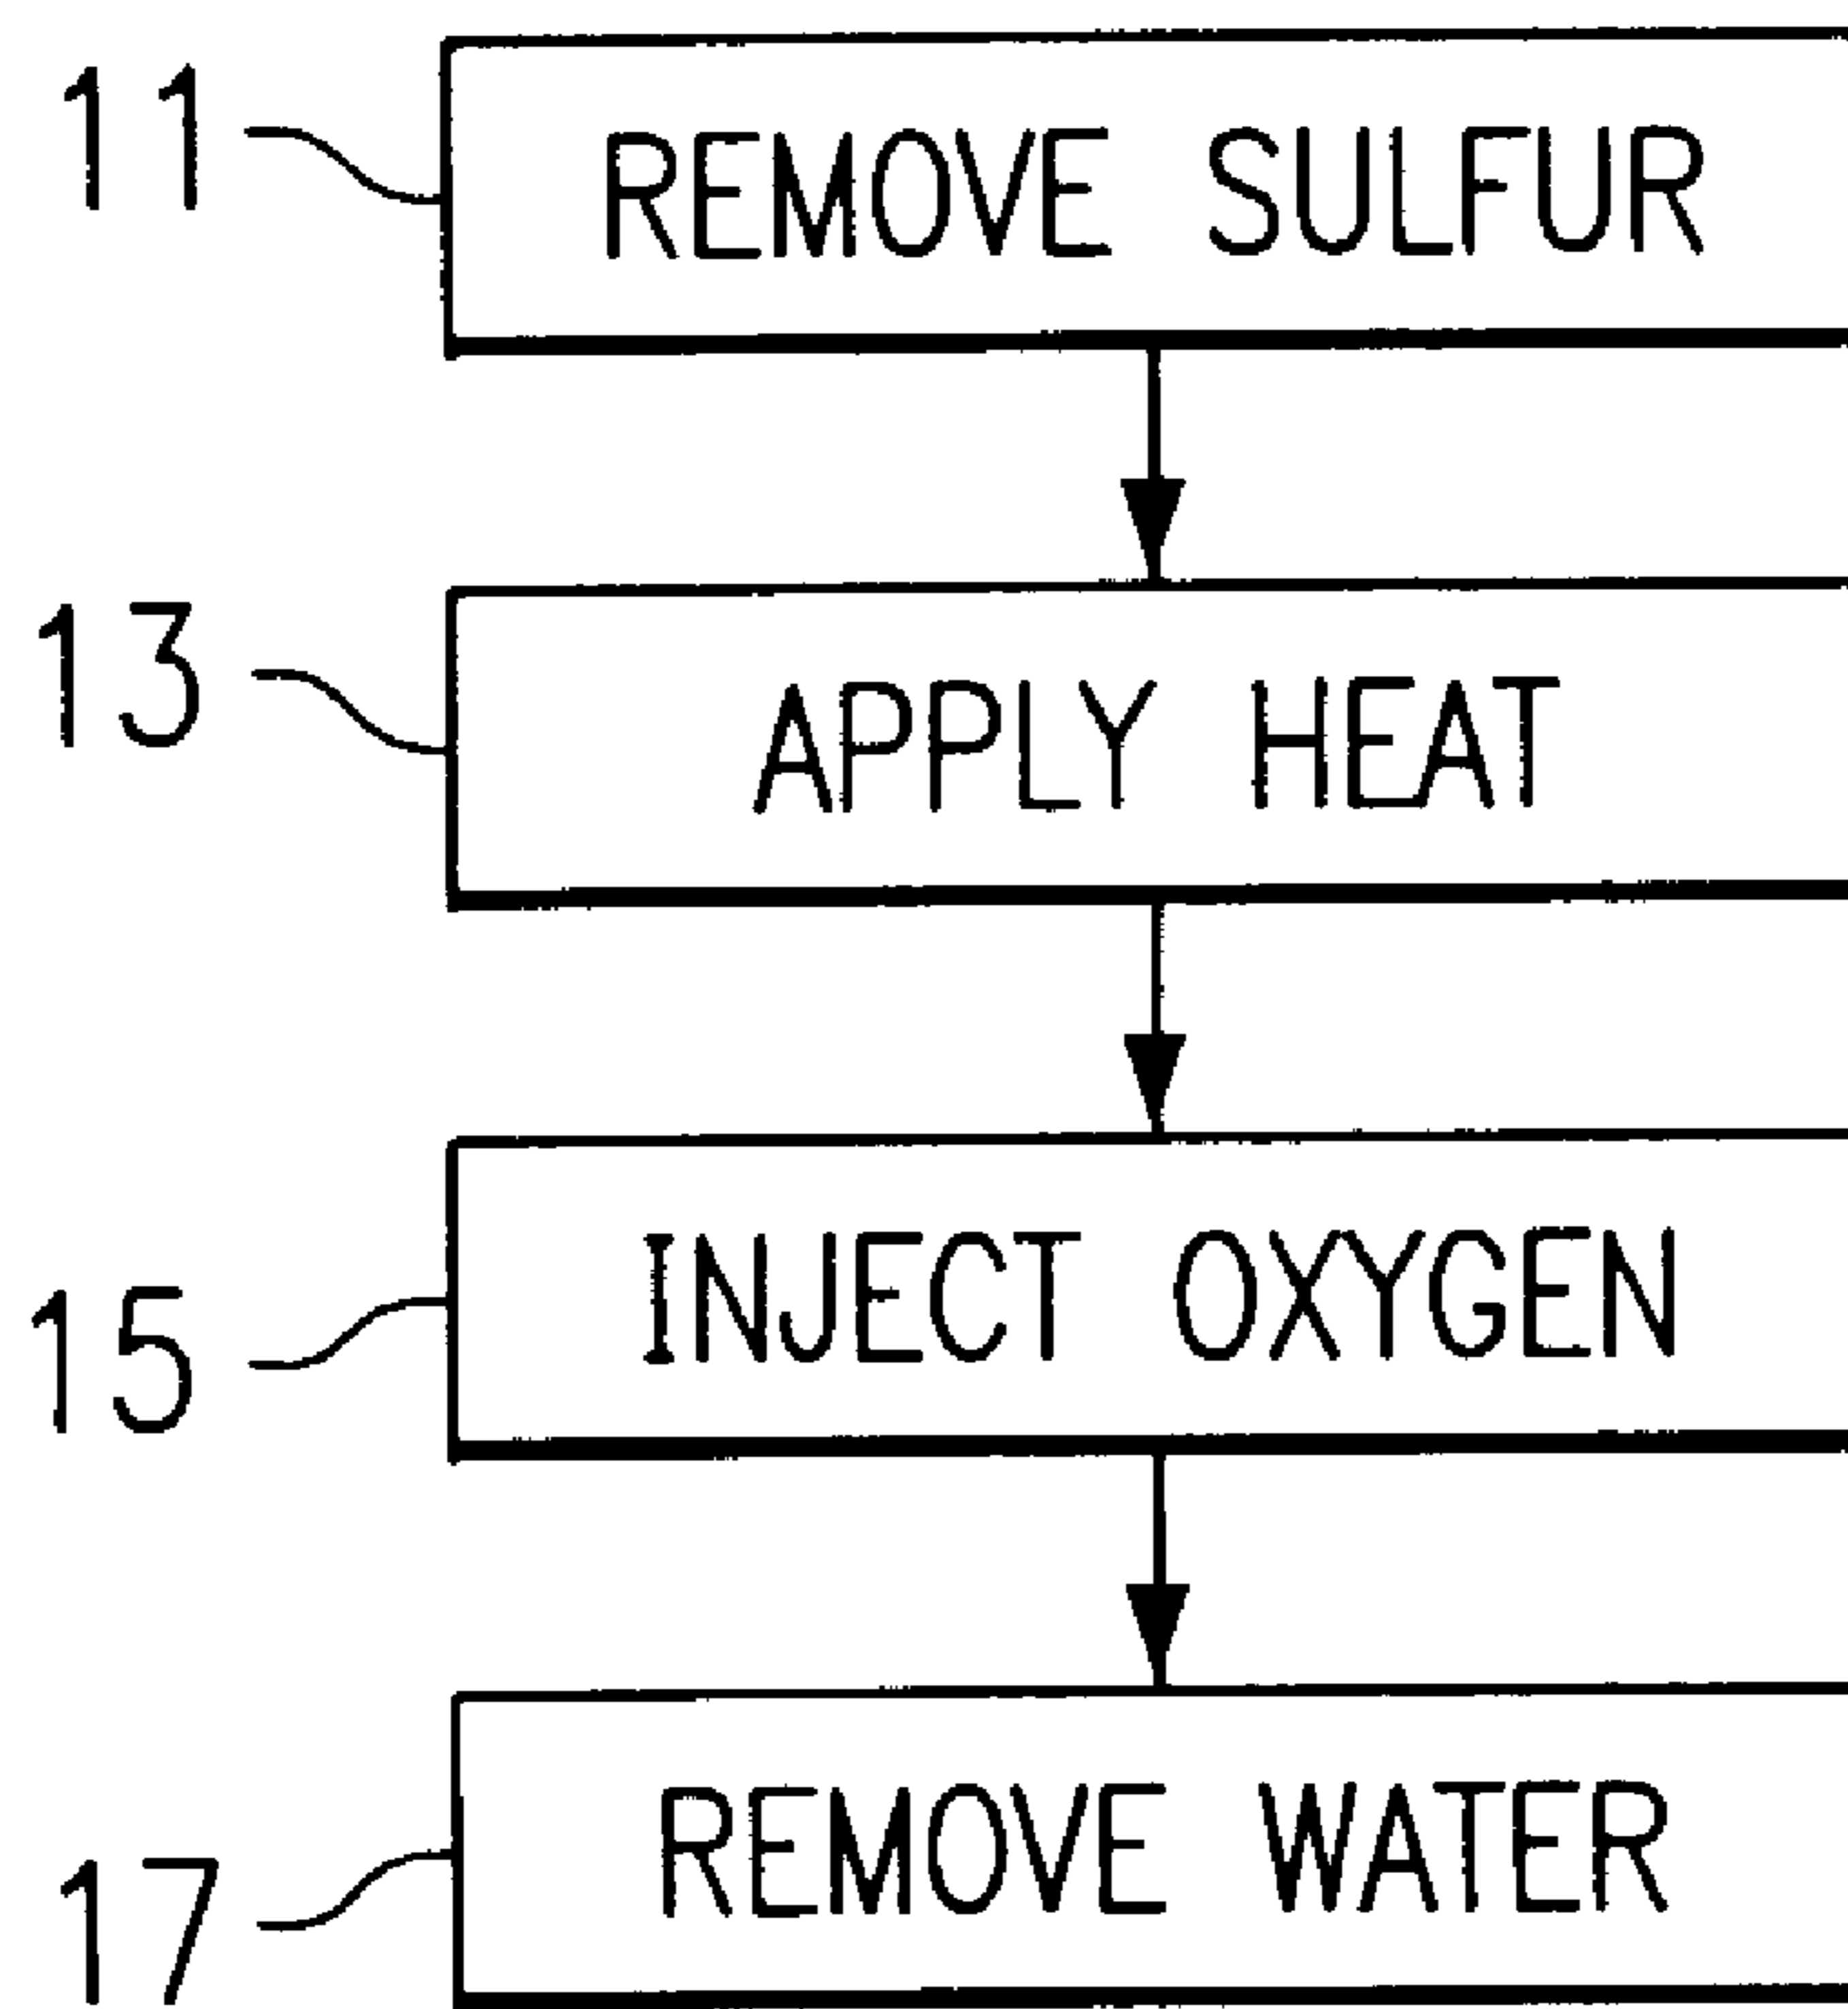 11 REMOVE SULFUR
13 APPLY HEAT
15 INJECT OXYGEN
17 REMOVE WATER